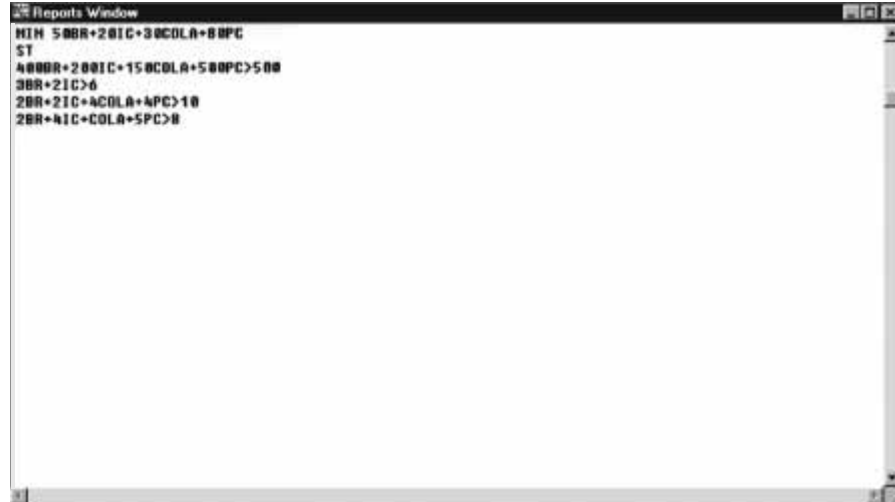 Reports Window
MIN 50BR+20IC+30COLA+80PC
ST
400BR+200IC+150COLA+500PC>500
3BR+2IC>6
2BR+2IC+4COLA+4PC>10
2BR+4IC+COLA+5PC>8